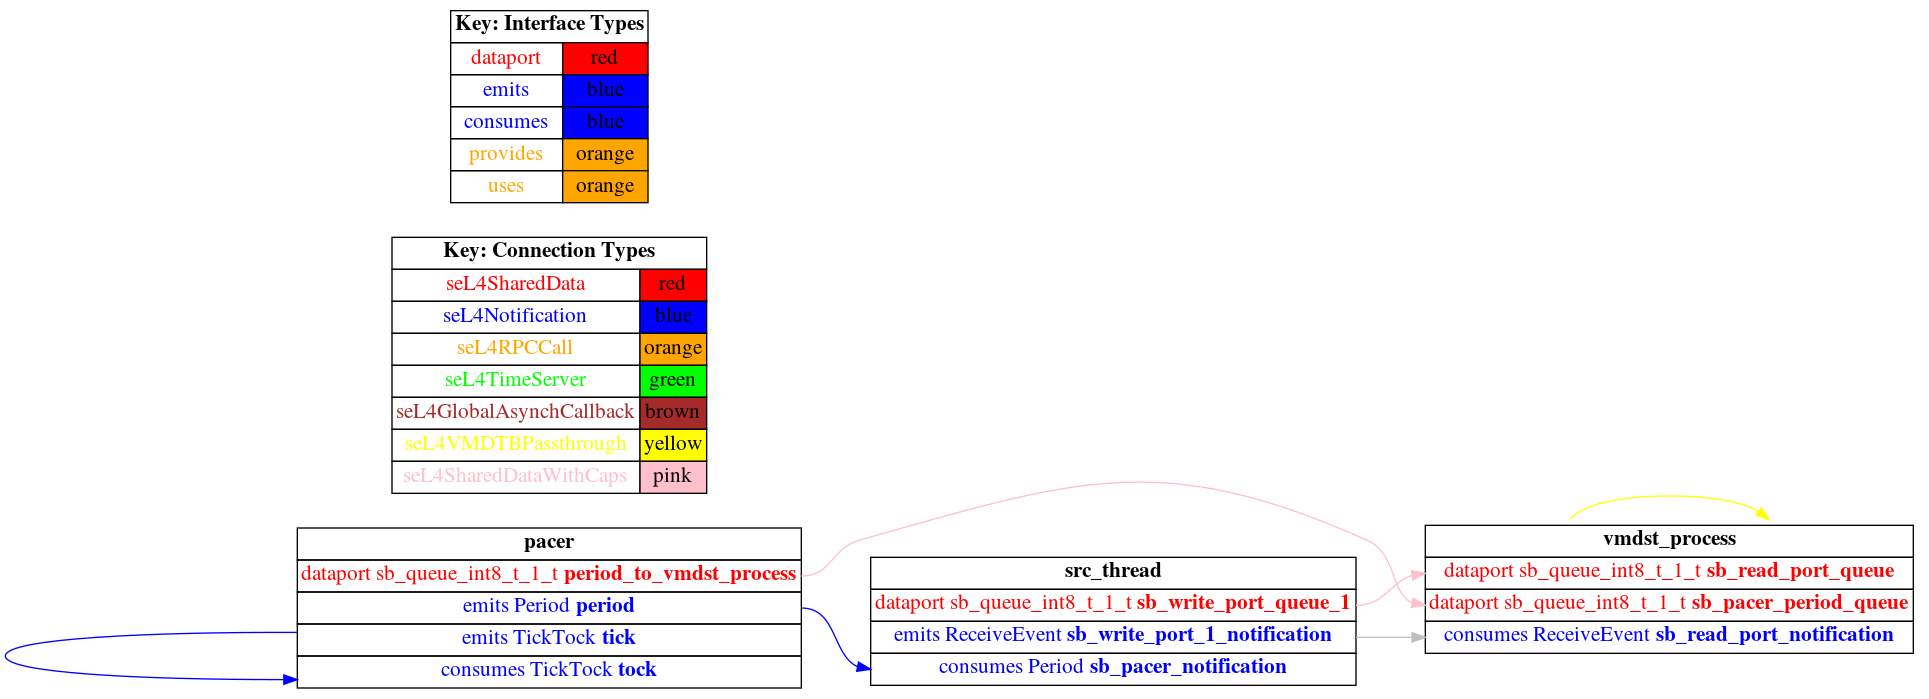 Key: Interface Types
dataport red
emits blue
consumes blue
provides orange
uses orange
Key: Connection Types
seL4SharedData red
seL4Notification blue
seL4RPCCall orange
seL4TimeServer green
seL4GlobalAsynchCallback brown
seL4VMDTBPassthrough yellow
seL4SharedDataWithCaps pink
pacer
dataport sb_queue_int8_t_1_t period_to_vmdst_process
emits Period period
emits TickTock tick
consumes TickTock tock
src_thread
dataport sb_queue_int8_t_1_t sb_write_port_queue_1
emits ReceiveEvent sb_write_port_1_notification
consumes Period sb_pacer_notification
vmdst_process
dataport sb_queue_int8_t_1_t sb_read_port_queue
dataport sb_queue_int8_t_1_t sb_pacer_period_queue
consumes ReceiveEvent sb_read_port_notification